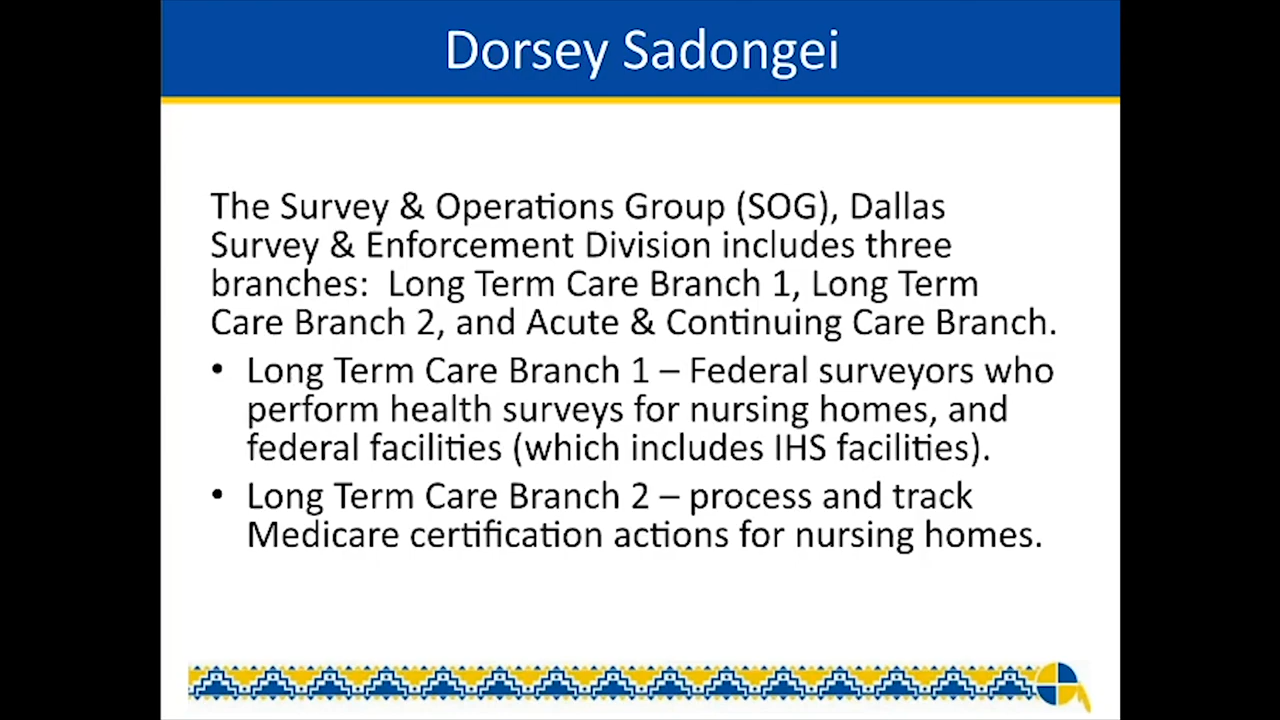 Dorsey Sadongei
The Survey & Operations Group (SOG), Dallas
Survey & Enforcement Division includes three
branches:  Long Term Care Branch 1, Long Term
Care Branch 2, and Acute & Continuing Care Branch.
• Long Term Care Branch 1 – Federal surveyors who
perform health surveys for nursing homes, and
federal facilities (which includes IHS facilities).
• Long Term Care Branch 2 – process and track
Medicare certification actions for nursing homes.